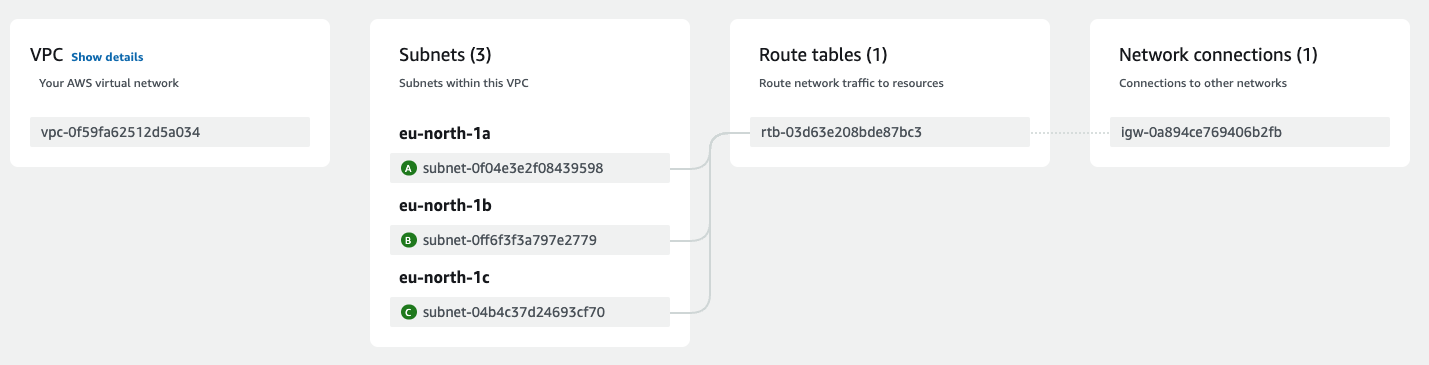 VPC Show details
Your AWS virtual network
vpc-0f59fa62512d5a034
Subnets (3)
Subnets within this VPC
eu-north-1a
A subnet-0f04e3e2f08439598
eu-north-1b
B subnet-0ff6f3f3a797e2779
eu-north-1c
C subnet-04b4c37d24693cf70
Route tables (1)
Route network traffic to resources
rtb-03d63e208bde87bc3
Network connections (1)
Connections to other networks
igw-0a894ce769406b2fb